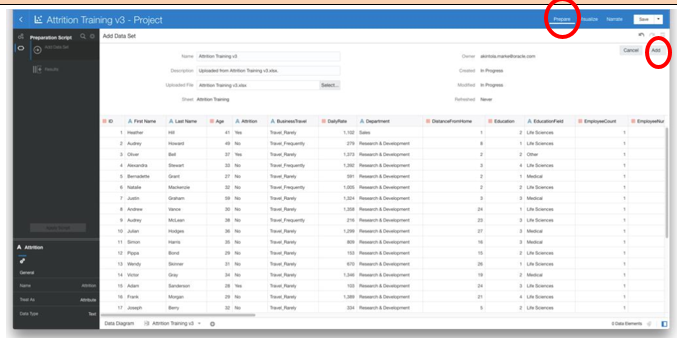 Attrition Training v3 - Project
Prepare Visualize Narrate Save
Preparation Script
Add Data Set
Add Data Set
Cancel Add
Results
Name Attrition Training v3
Description Uploaded from Attrition Training v3.xlsx.
Uploaded File Attrition Training v3.xlsx Select...
Sheet Attrition Training
Owner
Created In Progress
Modified In Progress
Refreshed Never
ID A First Name A Last Name Age A Attrition A BusinessTravel DailyRate A Department DistanceFromHome Education A EducationField EmployeeCount EmployeeNur
1 Heather Hill 41 Yes Travel_Rarely 1,102 Sales 1 2 Life Sciences 1
2 Audrey Howard 49 No Travel_Frequently 279 Research & Development 8 1 Life Sciences 1
3 Oliver Bell 37 Yes Travel_Rarely 1,373 Research & Development 2 2 Other 1
4 Alexandra Stewart 33 No Travel_Frequently 1,392 Research & Development 3 4 Life Sciences 1
5 Bernadette Grant 27 No Travel_Rarely 591 Research & Development 2 1 Medical 1
6 Natalie Mackenzie 32 No Travel_Frequently 1,005 Research & Development 2 2 Life Sciences 1
7 Justin Graham 59 No Travel_Rarely 1,324 Research & Development 3 3 Medical 1
8 Andrew Vance 30 No Travel_Rarely 1,358 Research & Development 24 1 Life Sciences 1
9 Audrey McLean 38 No Travel_Frequently 216 Research & Development 23 3 Life Sciences 1
10 Julian Hodges 36 No Travel_Rarely 1,299 Research & Development 27 3 Medical 1
11 Simon Harris 35 No Travel_Rarely 809 Research & Development 16 3 Medical 1
12 Pippa Bond 29 No Travel_Rarely 153 Research & Development 15 2 Life Sciences 1
13 Wendy Skinner 31 No Travel_Rarely 670 Research & Development 26 1 Life Sciences 1
14 Victor Gray 34 No Travel_Rarely 1,346 Research & Development 19 2 Medical 1
15 Adam Sanderson 28 Yes Travel_Rarely 103 Research & Development 24 3 Life Sciences 1
16 Frank Morgan 29 No Travel_Rarely 1,389 Research & Development 21 4 Life Sciences 1
17 Joseph Berry 32 No Travel_Rarely 334 Research & Development 5 2 Life Sciences 1
A Attrition
General
Name Attrition
Treat As Attribute
Data Type Text
Data Diagram Attrition Training v3
0 Data Elements